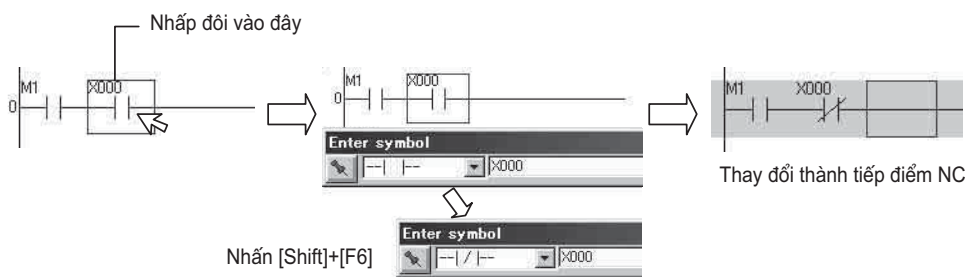 Nhấp đôi vào đây
M1 X000
0
M1 X000
0
Enter symbol
--| |-- X000
M1 X000
Thay đổi thành tiếp điểm NC
Nhấn [Shift]+[F6]
Enter symbol
--| / |-- X000